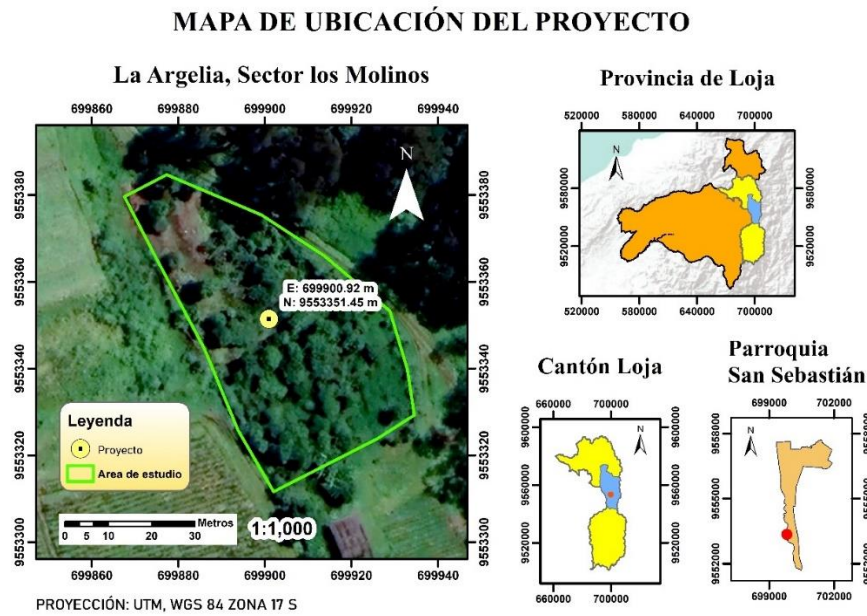 MAPA DE UBICACIÓN DEL PROYECTO
La Argelia, Sector los Molinos
699860 699880 699900 699920 699940
9553380 9553380
9553360 9553360
9553340 9553340
9553320 9553320
9553300 9553300
N
E: 699900.92 m
N: 9553351.45 m
Leyenda
Proyecto
Area de estudio
Metros
0 5 10 20 30
1:1,000
699860 699880 699900 699920 699940
PROYECCIÓN: UTM, WGS 84 ZONA 17 S
Provincia de Loja
520000 580000 640000 700000
N
9580000 9580000
9520000 9520000
520000 580000 640000 700000
Cantón Loja
660000 700000
N
9600000 9600000
9560000 9560000
9520000 9520000
660000 700000
Parroquia
San Sebastián
699000 702000
N
9558000 9558000
9555000 9555000
9552000 9552000
699000 702000